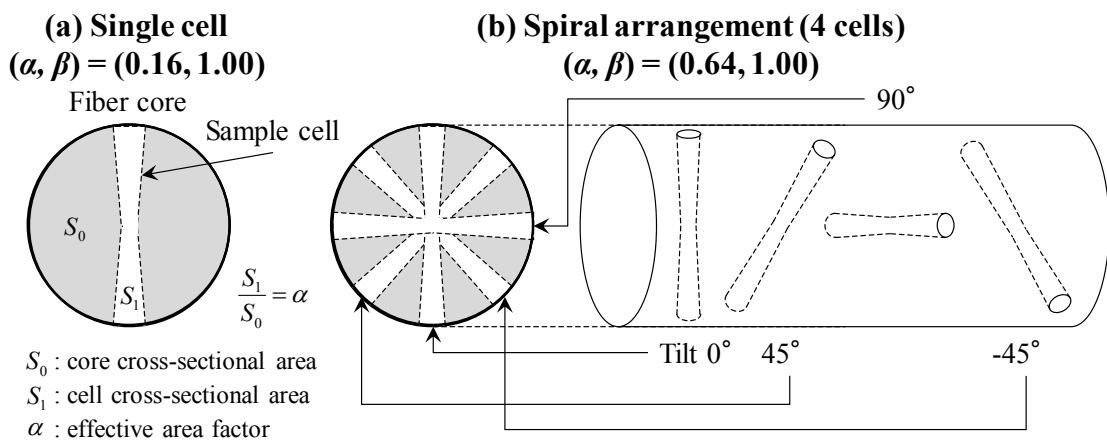 (a) Single cell
(α, β) = (0.16, 1.00)
(b) Spiral arrangement (4 cells)
(α, β) = (0.64, 1.00)
Fiber core
Sample cell
90°
S₀
S₁
S₁/S₀ = α
Tilt 0°
45°
-45°
S₀ : core cross-sectional area
S₁ : cell cross-sectional area
α : effective area factor